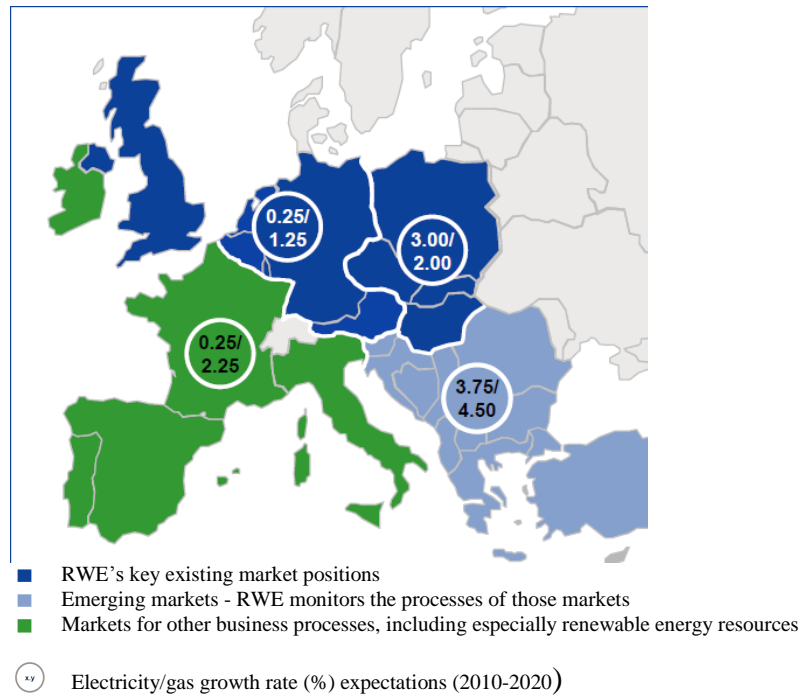 0.25/
1.25
3.00/
2.00
0.25/
2.25
3.75/
4.50
RWE's key existing market positions
Emerging markets - RWE monitors the processes of those markets
Markets for other business processes, including especially renewable energy resources
x.y Electricity/gas growth rate (%) expectations (2010-2020)